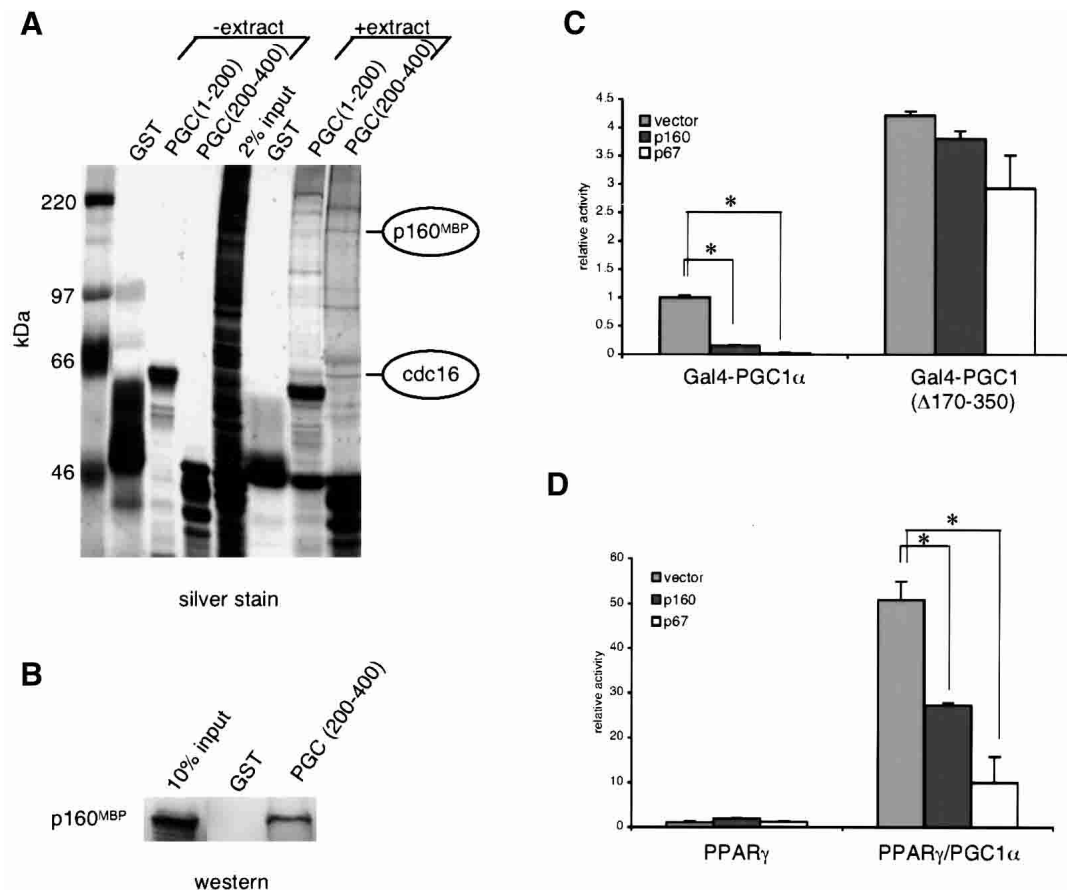 A
-extract
+extract
GST
PGC(1-200)
PGC(200-400)
2% input
GST
PGC(1-200)
PGC(200-400)
kDa
220
97
66
46
p160MBP
cdc16
silver stain
B
10% input
GST
PGC (200-400)
p160MBP
western
C
relative activity
4.5
4
3.5
3
2.5
2
1.5
1
0.5
0
vector
p160
p67
*
*
Gal4-PGC1α
Gal4-PGC1
(Δ170-350)
D
relative activity
60
50
40
30
20
10
0
vector
p160
p67
*
*
PPARγ
PPARγ/PGC1α